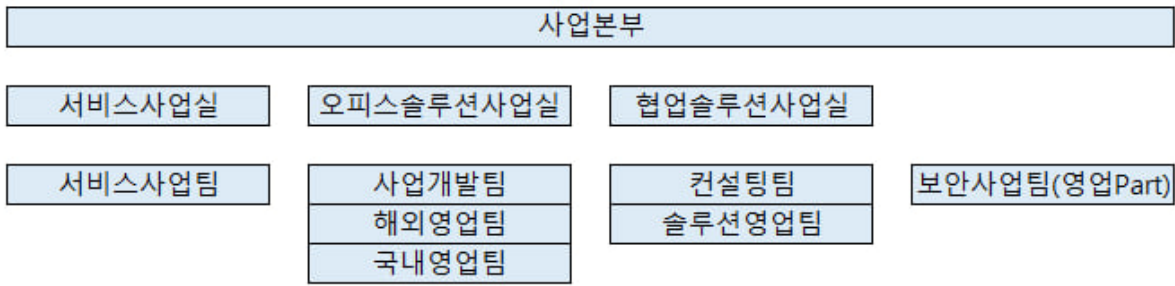 사업본부
서비스사업실 오피스솔루션사업실 협업솔루션사업실
서비스사업팀 사업개발팀 컨설팅팀 보안사업팀(영업Part)
해외영업팀 솔루션영업팀
국내영업팀